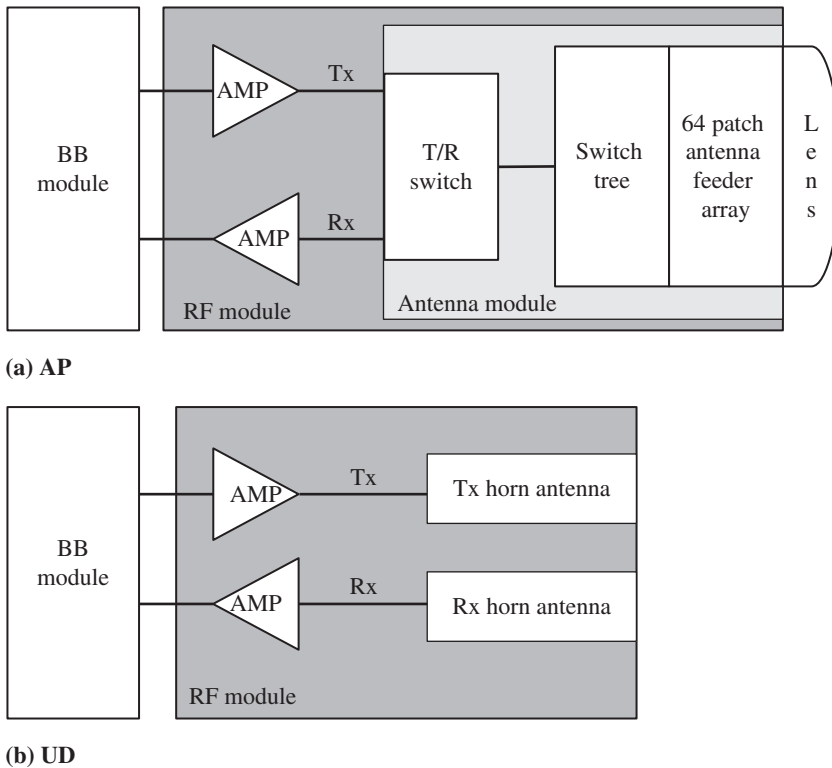 BB
module
AMP
Tx
AMP
Rx
RF module
T/R
switch
Antenna module
Switch
tree
64 patch
antenna
feeder
array
L
e
n
s
(a) AP
BB
module
AMP
Tx
Tx horn antenna
AMP
Rx
Rx horn antenna
RF module
(b) UD